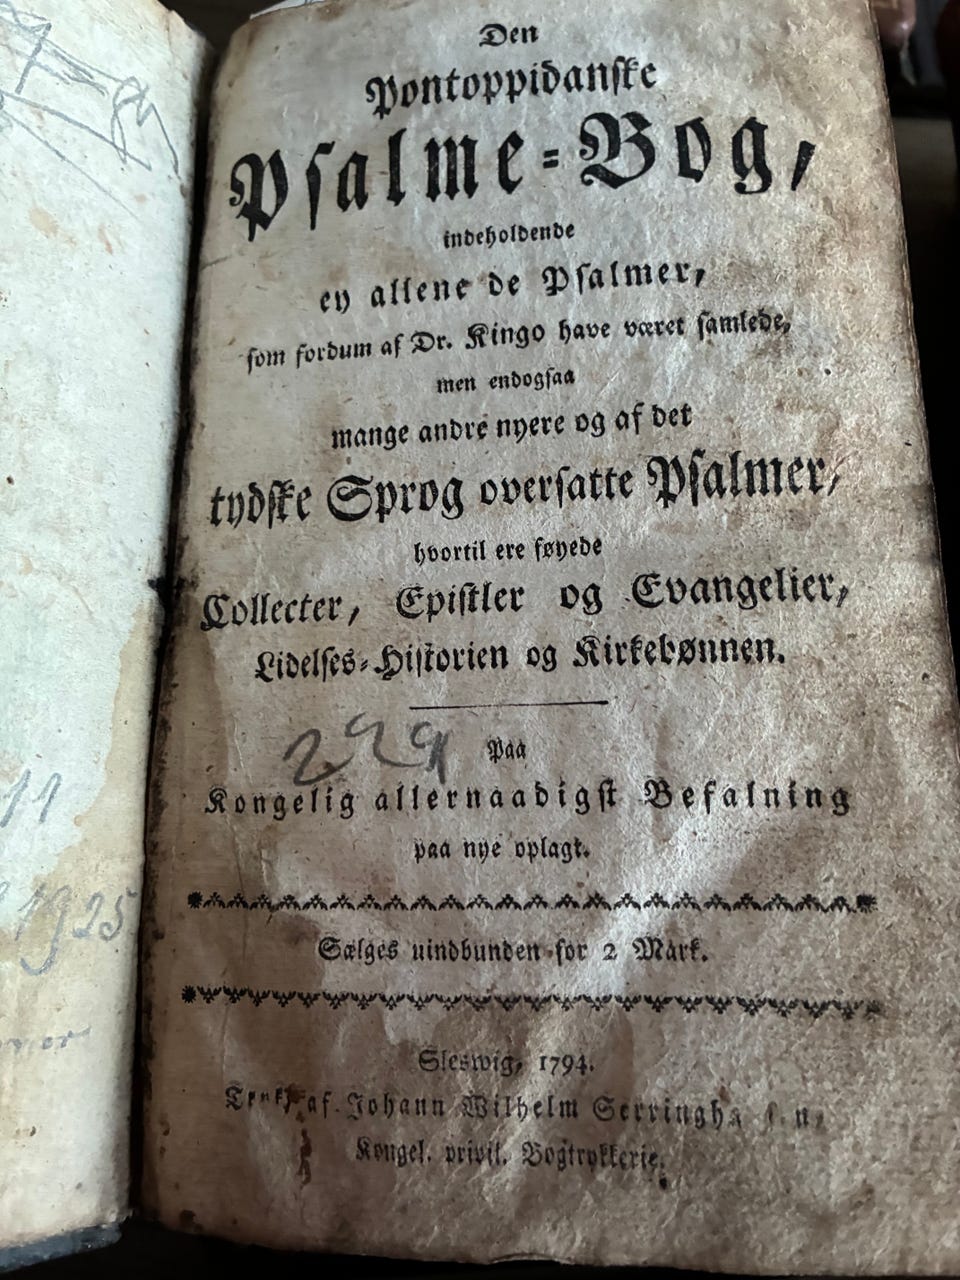 Den
Pontoppidanske
Psalme-Bog,
indeholdende
ey allene de Psalmer,
som fordum af Dr. Kingo have været samlede,
men endogsaa
mange andre nyere og af det
tydske Sprog oversatte Psalmer,
hvortil ere føyede
Collecter, Epistler og Evangelier,
Lidelses-Historien og Kirkebønnen.
229
Paa
Kongelig allernaadigst Befalning
paa nye oplagt.
Sælges uindbunden for 2 Mark.
Sleswig, 1794.
af Johann Wilhelm
Kongel. privil. Bogtrykkerie.
11
1925